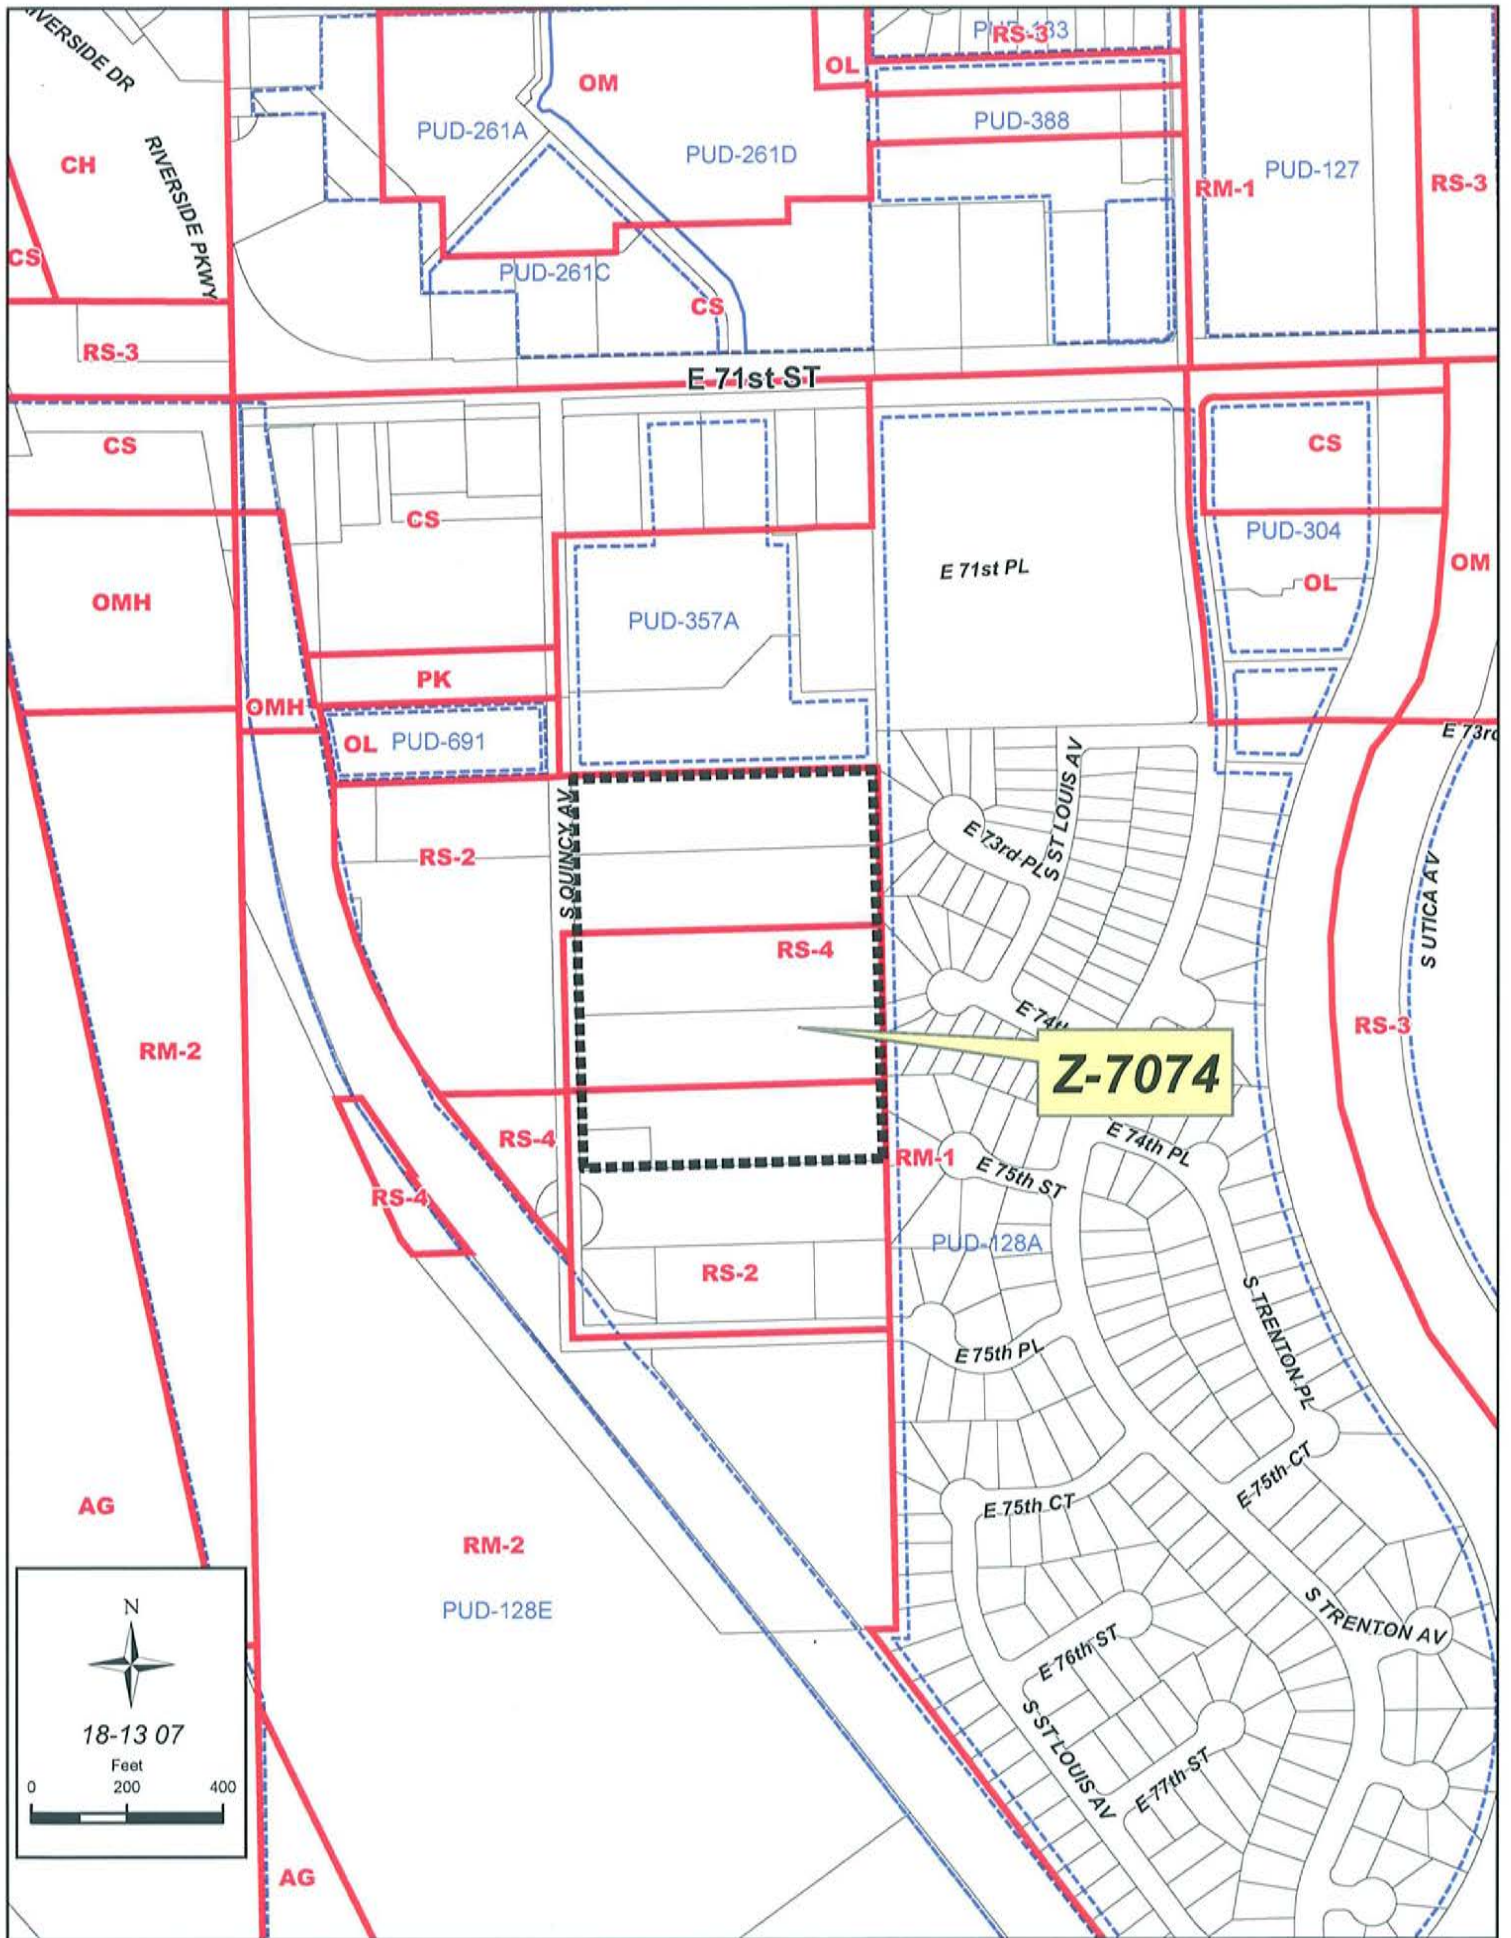 RIVERSIDE DR
RS-3
OL
OM
PUD-261A
PUD-388
PUD-261D
CH
RIVERSIDE PKWY
PUD-127
RM-1
RS-3
CS
PUD-261C
CS
RS-3
E 71st ST
CS
CS
CS
PUD-304
E 71st PL
OM
OL
OMH
PUD-357A
PK
OMH
OL PUD-691
E 73rd
S QUINCY AV
S ST LOUIS AV
E 73rd PL
RS-2
S UTICA AV
RS-4
E 74th
RS-3
RM-2
Z-7074
RS-4
E 74th PL
RM-1
E 75th ST
RS-4
PUD-128A
RS-2
S TRENTON PL
E 75th PL
E 75th CT
E 75th CT
AG
RM-2
PUD-128E
S TRENTON AV
E 76th ST
S ST LOUIS AV
E 77th ST
N
18-13 07
Feet
0 200 400
AG